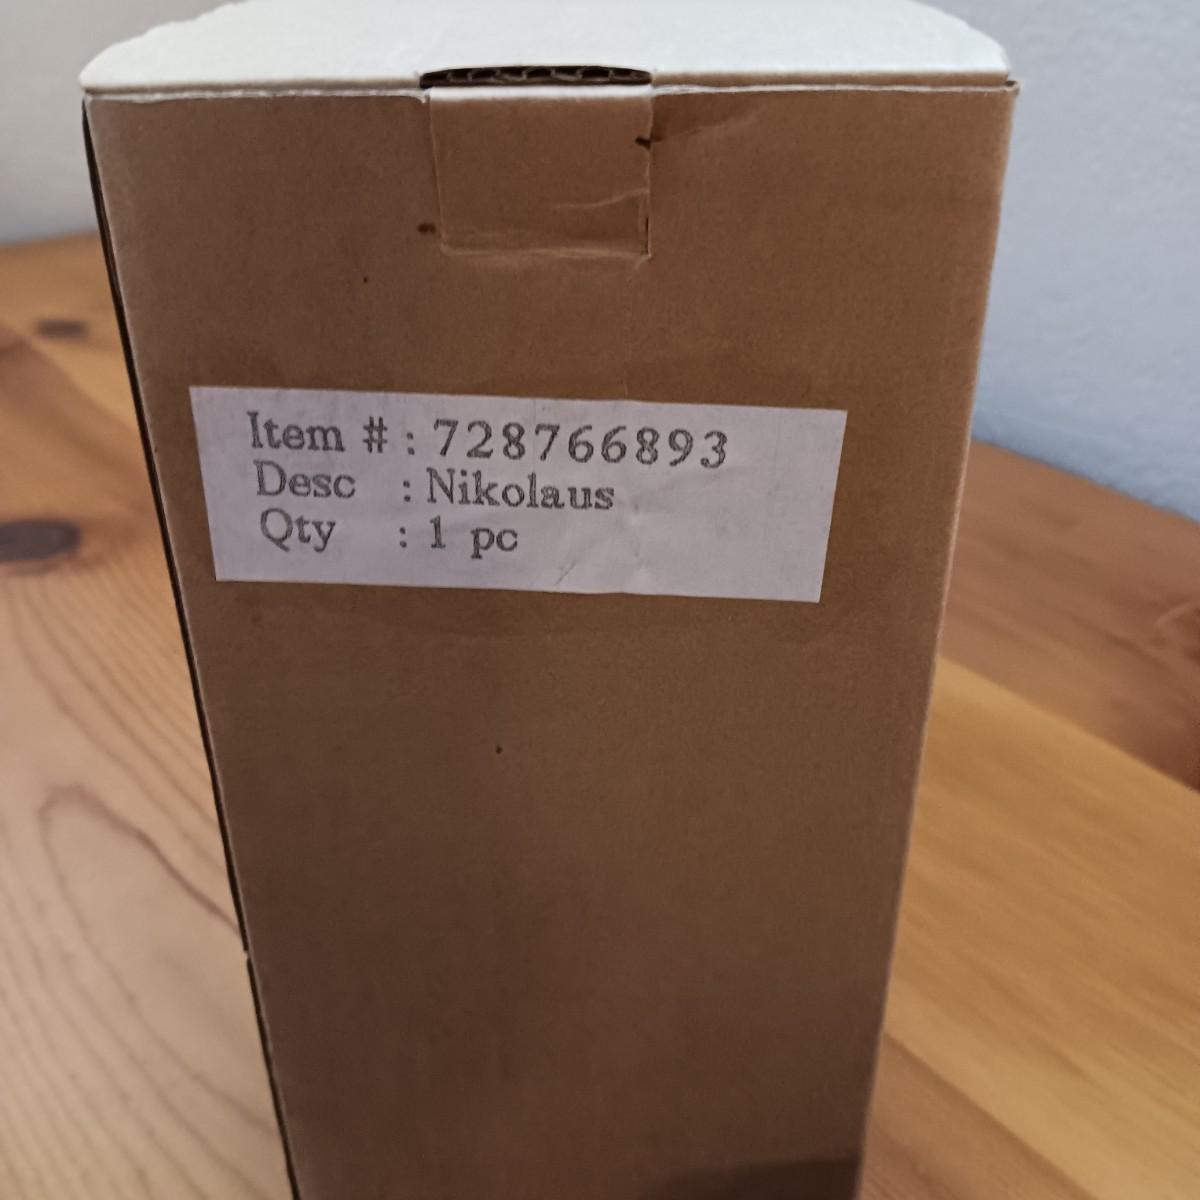 Item # : 728766893
Desc : Nikolaus
Qty : 1 pc